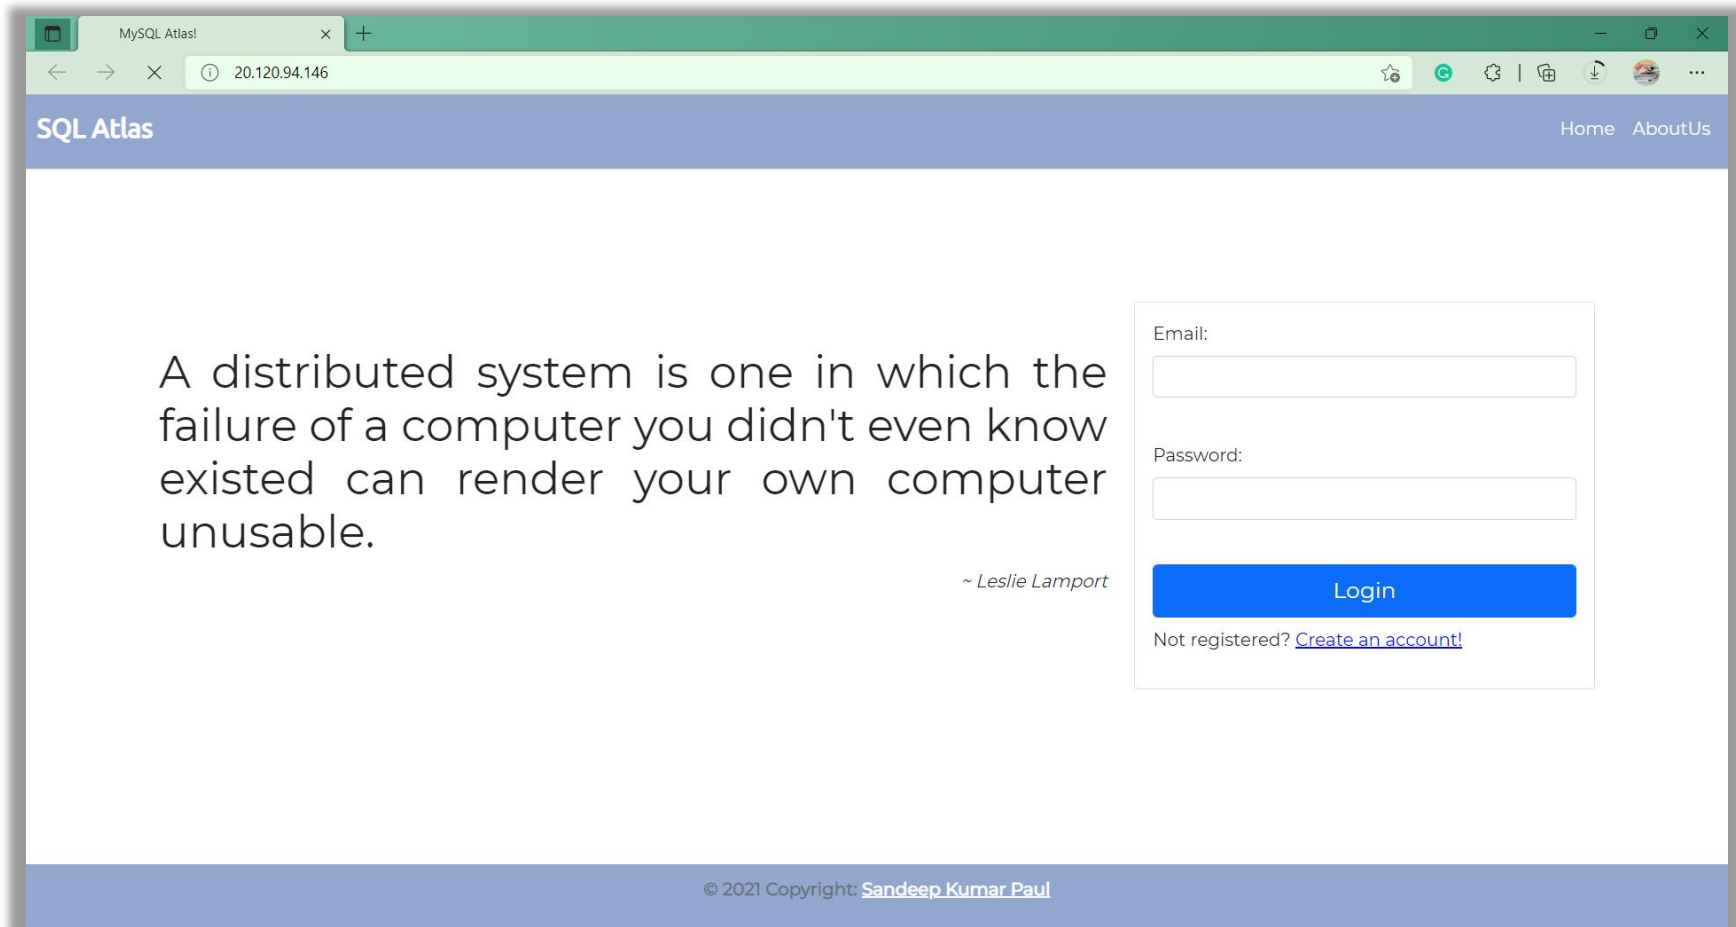 MySQL Atlas!
20.120.94.146
SQL Atlas
Home AboutUs
A distributed system is one in which the
failure of a computer you didn't even know
existed can render your own computer
unusable.
~ Leslie Lamport
Email:
Password:
Login
Not registered? Create an account!
© 2021 Copyright: Sandeep Kumar Paul